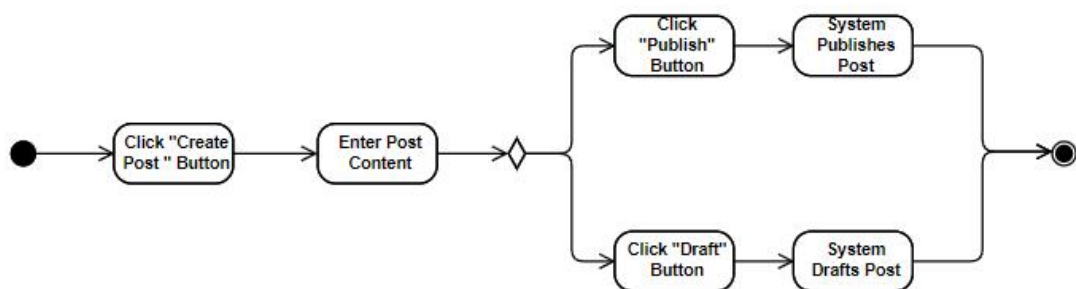 Click "Create
Post " Button
Enter Post
Content
Click
"Publish"
Button
System
Publishes
Post
Click "Draft"
Button
System
Drafts Post